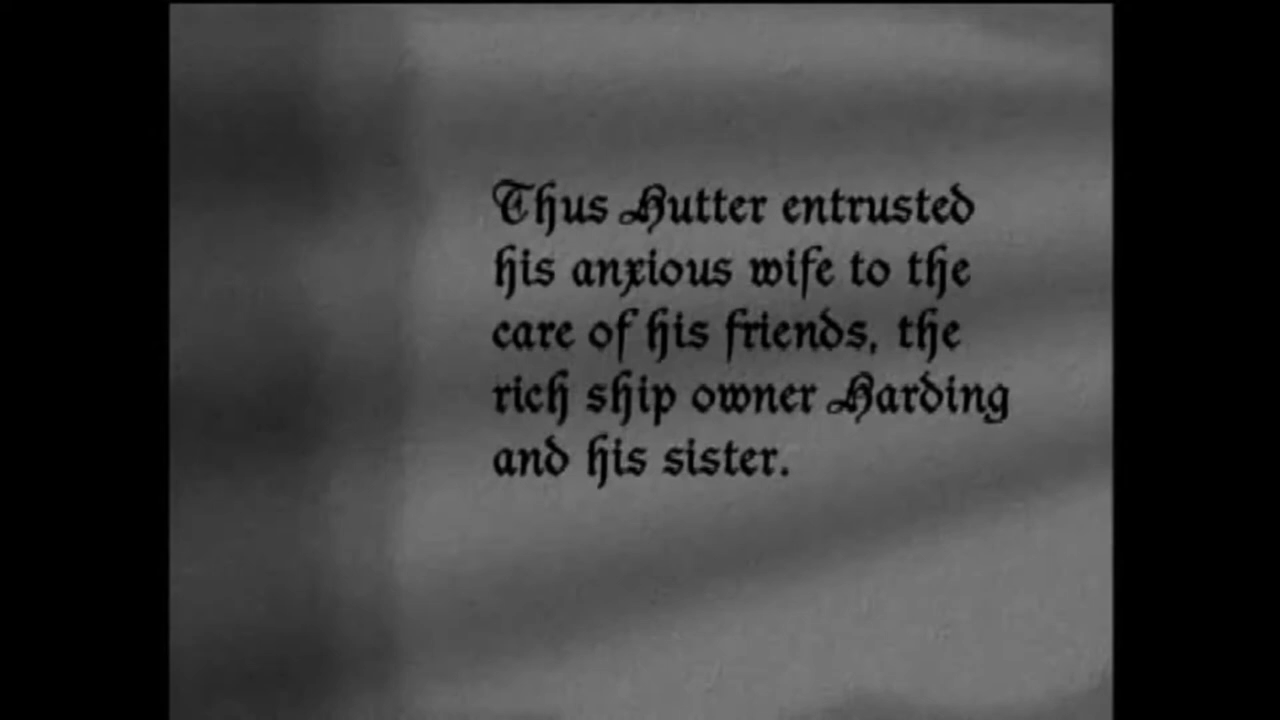 Thus Hutter entrusted
his anxious wife to the
care of his friends, the
rich ship owner Harding
and his sister.